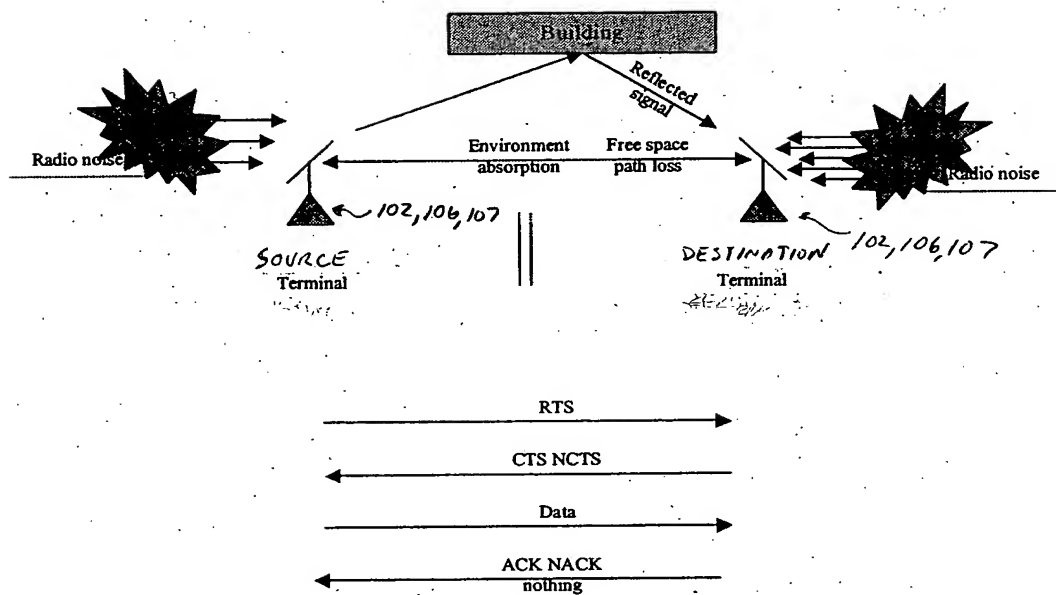 Building
Reflected
signal
Radio noise
Environment
absorption
Free space
path loss
Radio noise
102, 106, 107
102, 106, 107
SOURCE
Terminal
DESTINATION
Terminal
RTS
CTS NCTS
Data
ACK NACK
nothing